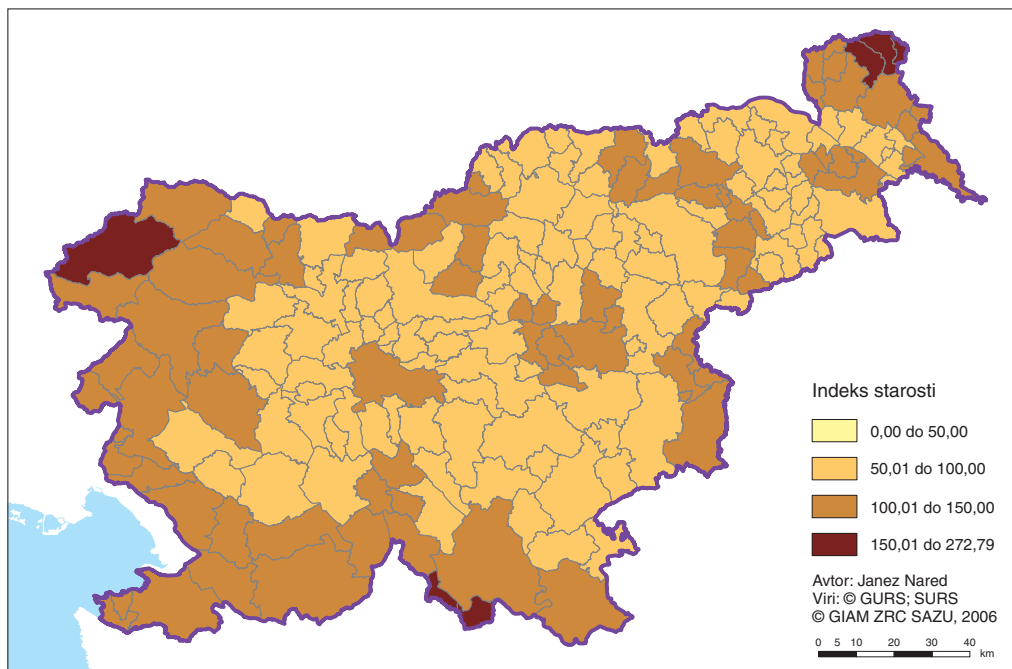 Indeks starosti
0,00 do 50,00
50,01 do 100,00
100,01 do 150,00
150,01 do 272,79
Avtor: Janez Nared
Viri: © GURS; SURS
© GIAM ZRC SAZU, 2006
0 5 10 20 30 40
km